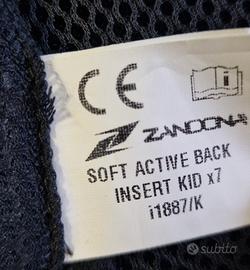 CE
ZANDONA
SOFT ACTIVE BACK
INSERT KID x7
i1887/K
subito